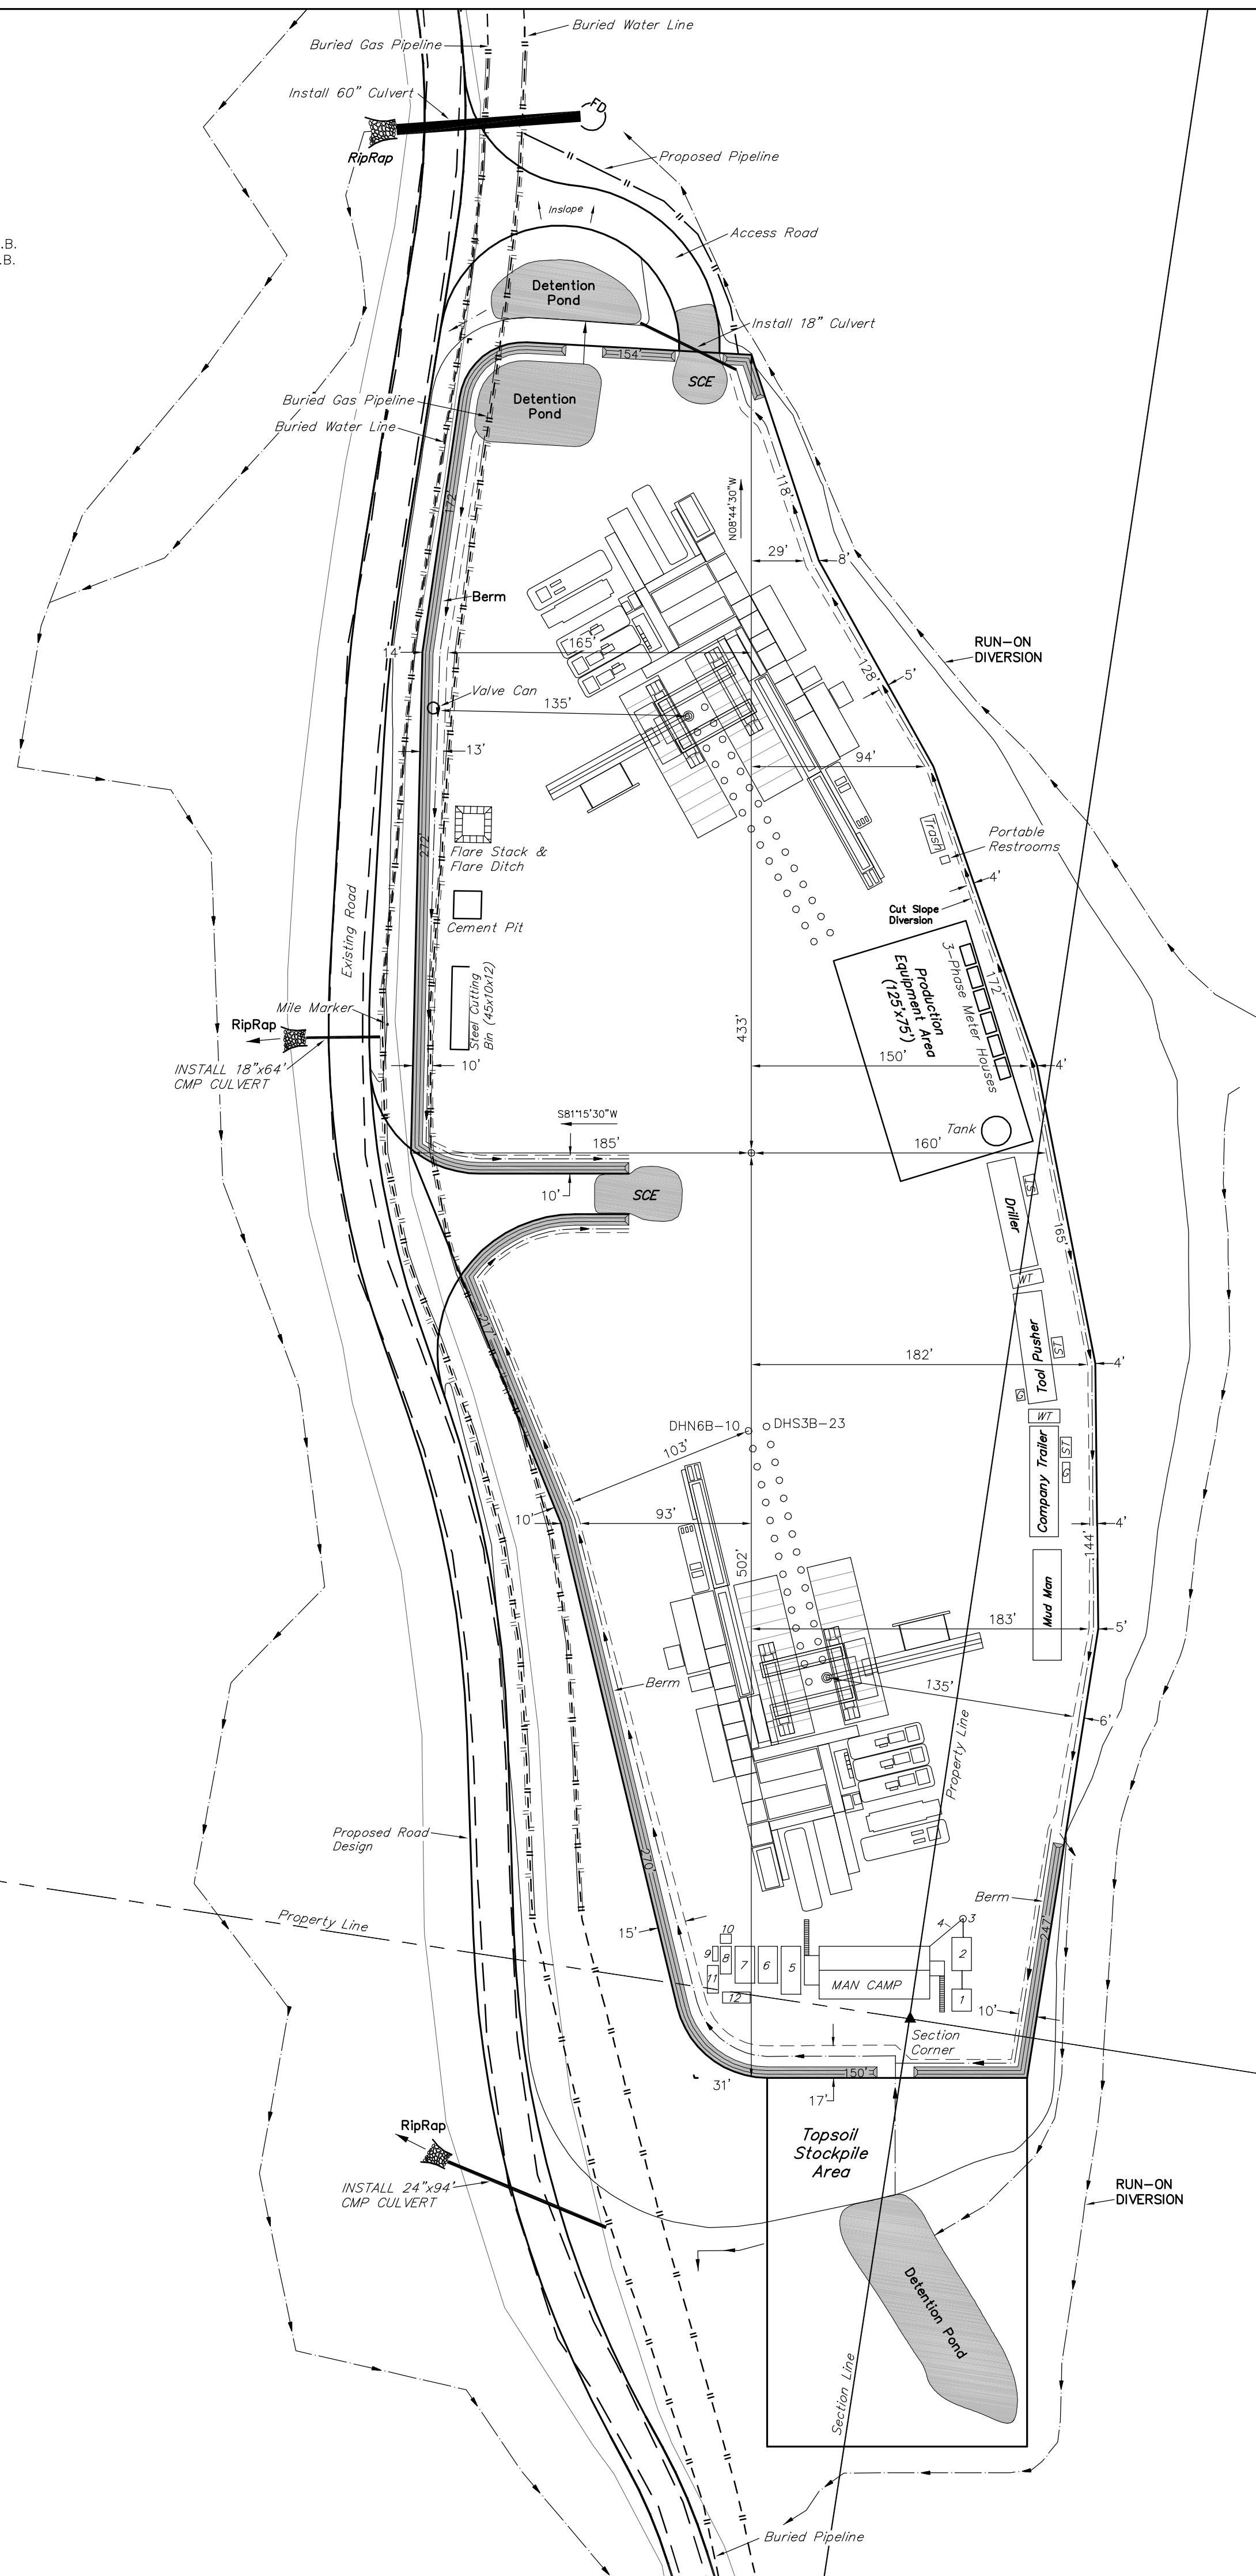 Buried Water Line
Buried Gas Pipeline
Install 60" Culvert
FD
RipRap
Proposed Pipeline
Inslope
Access Road
.B.
.B.
Detention
Pond
Install 18" Culvert
154'
SCE
Buried Gas Pipeline
Buried Water Line
Detention
Pond
172'
118'
N08°44'30"W
29'
8'
Berm
165'
14'
RUN-ON
DIVERSION
128'
5'
Valve Can
135'
13'
94'
272'
Flare Stack &
Flare Ditch
Trash
Portable
Restrooms
4'
Existing Road
Cement Pit
Cut Slope
Diversion
Steel Cutting
Bin (45x10x12)
Production
Equipment Area
(125'x75')
3-Phase Meter Houses
172'
Mile Marker
RipRap
433'
150'
4'
10'
INSTALL 18"x64'
CMP CULVERT
S81°15'30"W
Tank
185'
160'
10'
SCE
Driller
ST
165'
WT
217'
Tool Pusher
ST
182'
4'
G
WT
DHN6B-10
DHS3B-23
103'
Company Trailer
ST
G
10'
93'
4'
144'
502'
Mud Man
183'
5'
Berm
135'
6'
Property Line
Proposed Road
Design
270'
Berm
Property Line
15'
10
4
3
247'
9
8
7
6
5
2
11
MAN CAMP
12
1
10'
Section
Corner
31'
150'
17'
RipRap
Topsoil
Stockpile
Area
INSTALL 24"x94'
CMP CULVERT
RUN-ON
DIVERSION
Detention Pond
Section Line
Buried Pipeline